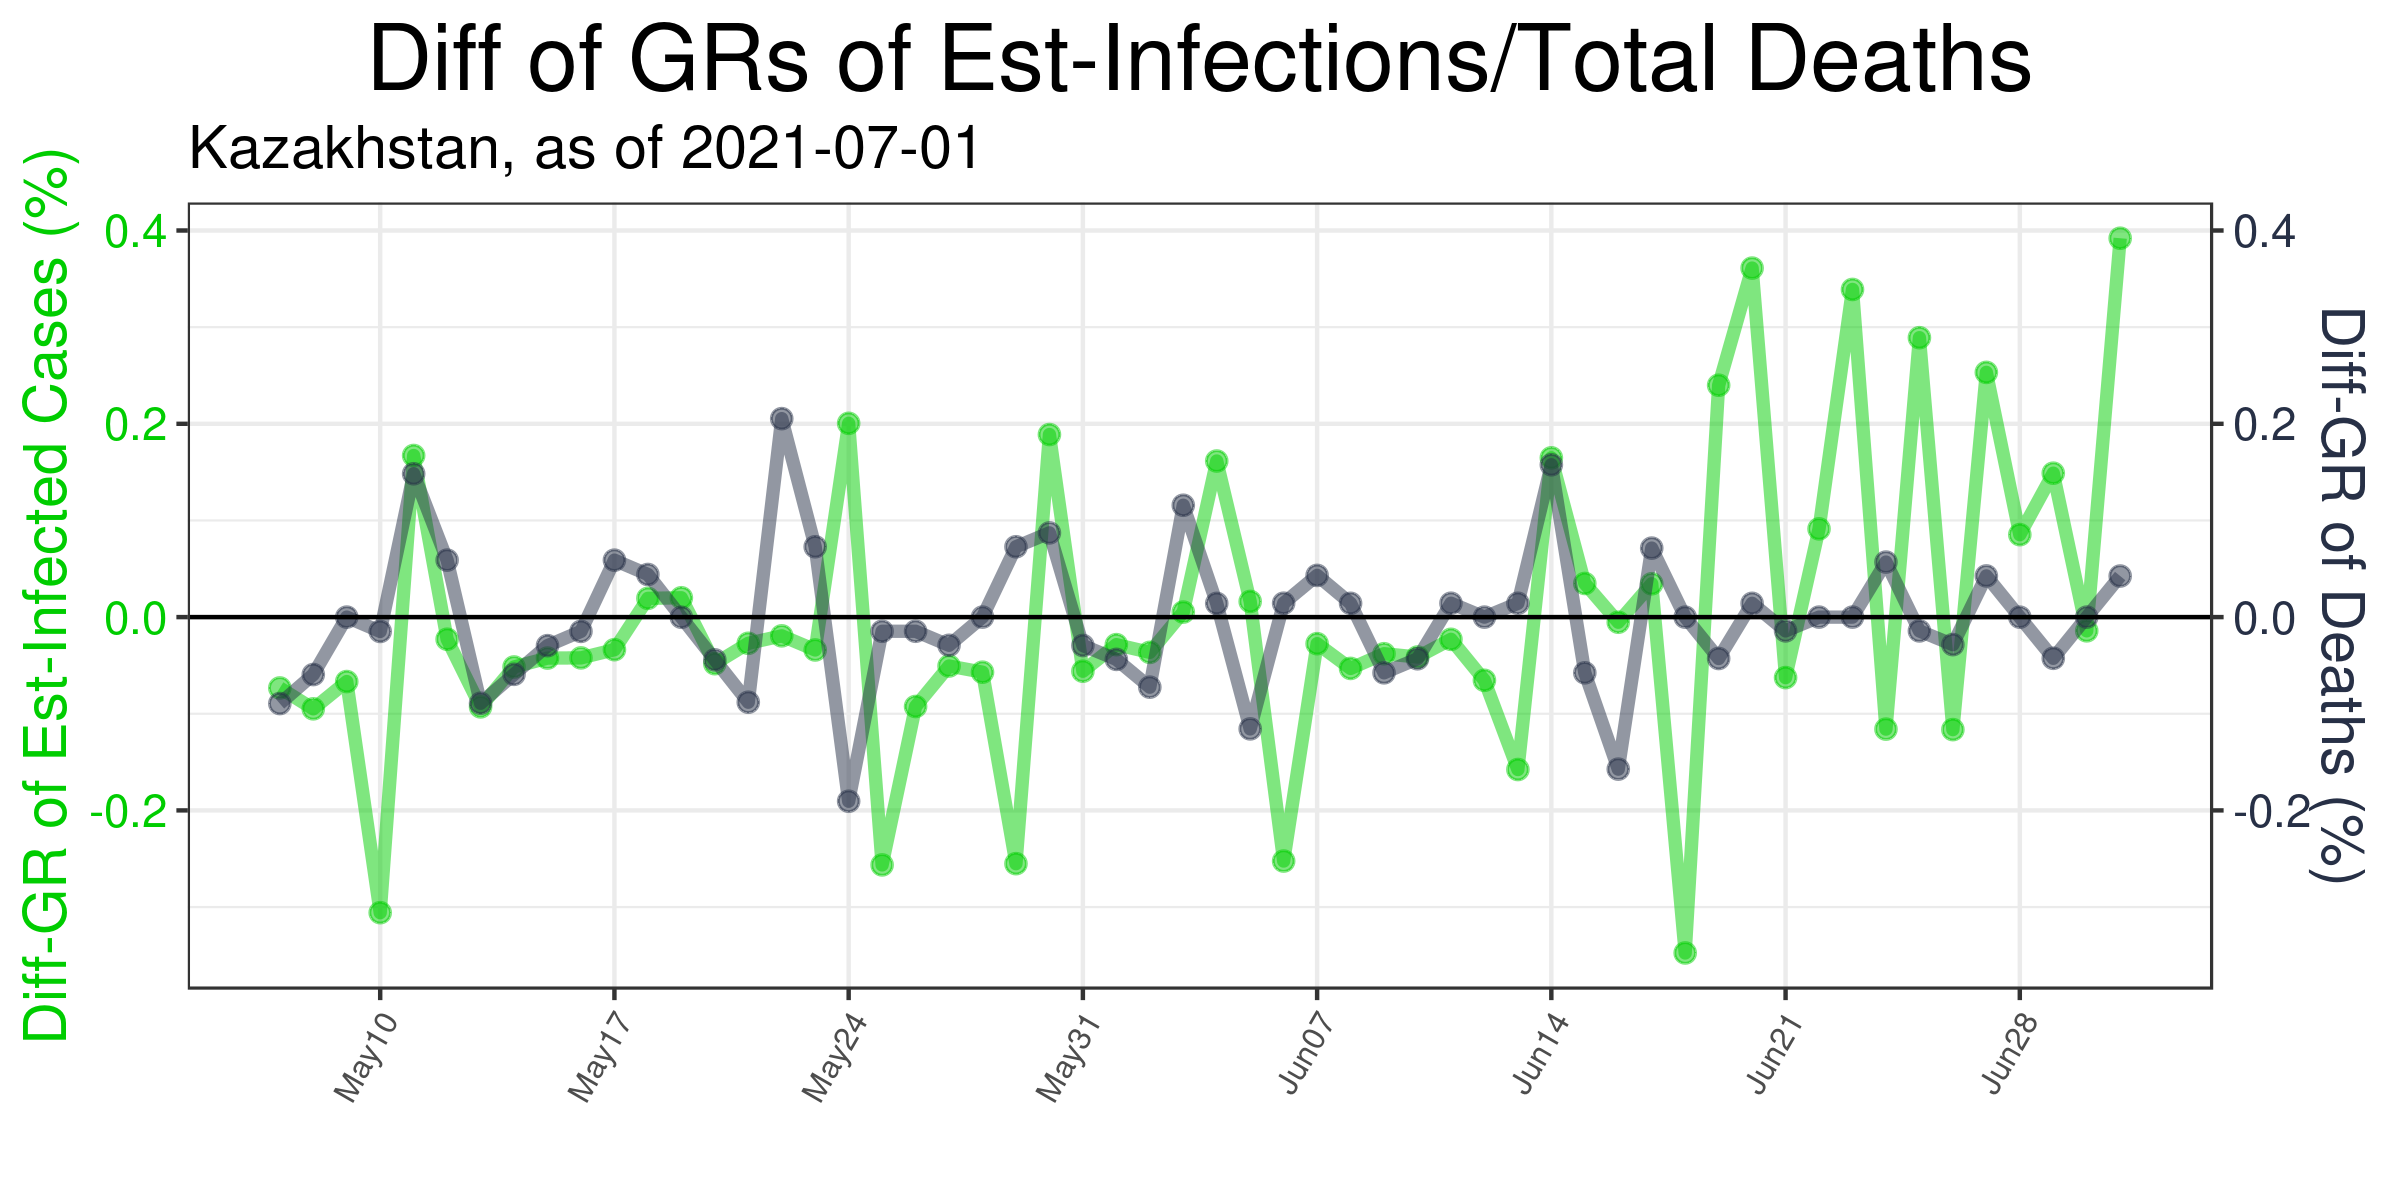 Diff of GRs of Est-Infections/Total Deaths
Kazakhstan, as of 2021-07-01
Diff-GR of Est-Infected Cases (%)
0.4
0.2
0.0
-0.2
0.4
0.2
0.0
-0.2
Diff-GR of Deaths (%)
May10
May17
May24
May31
Jun07
Jun14
Jun21
Jun28